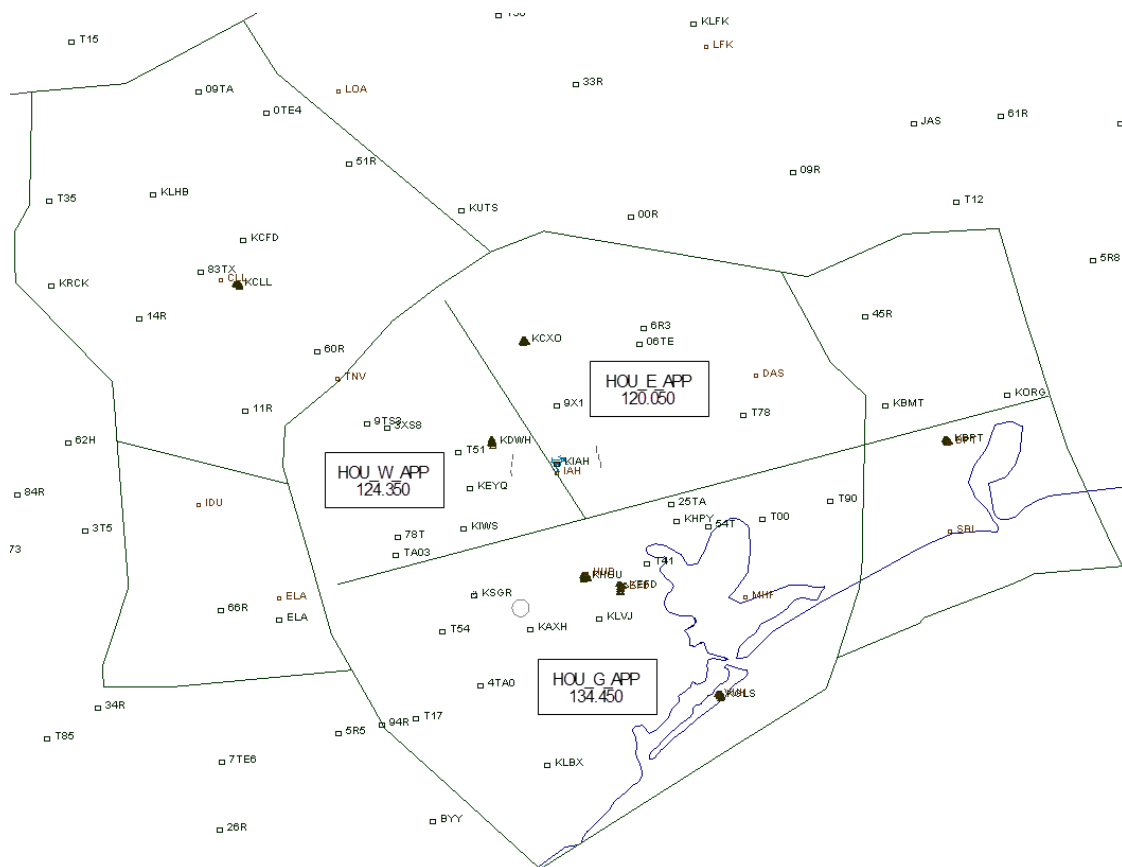 KLFK
T15
LFK
33R
09TA
LOA
0TE4
61R
JAS
51R
09R
KLHB
T35
T12
KUTS
00R
KCFD
5R8
83TX
CLL
KCLL
KRCK
14R
45R
6R3
KCXO
06TE
60R
HOU_E_APP
120.050
DAS
TNV
KORG
9X1
KBMT
11R
T78
9TS3
3XS8
62H
KDWH
KBPT
T51
HOU_W_APP
124.350
KIAH
IAH
KEYQ
84R
IDU
25TA
T90
KHPY
54T
T00
3T5
KIWS
78T
SBI
73
TA03
T41
KHOU
KEFD
KSGR
ELA
MHF
66R
ELA
KLVJ
T54
KAXH
HOU_G_APP
134.450
4TA0
KGLS
34R
T17
94R
5R5
T85
7TE6
KLBX
BYY
26R